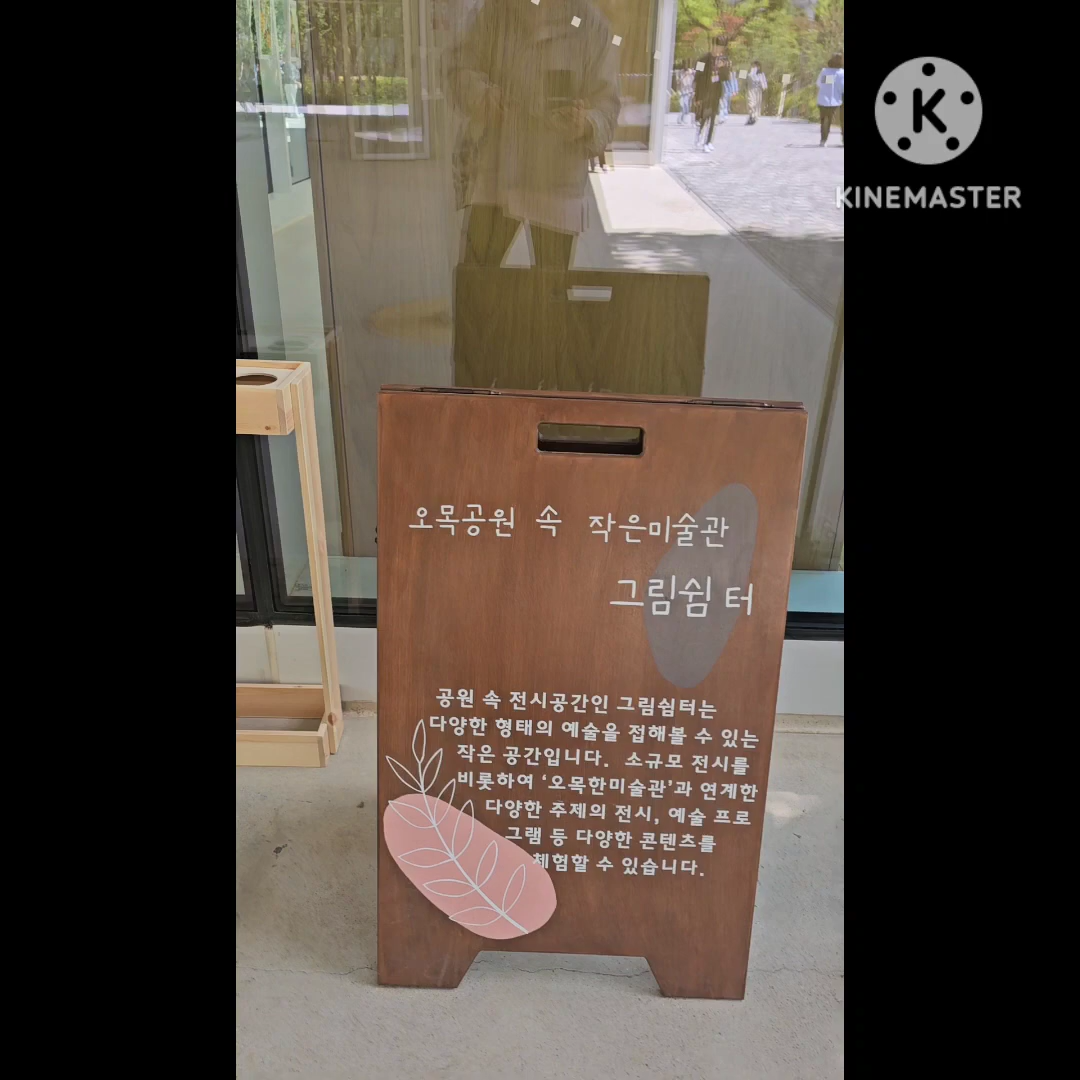 KINEMASTER
오목공원 속 작은미술관
그림쉼터
공원 속 전시공간인 그림쉼터는
다양한 형태의 예술을 접해볼 수 있는
작은 공간입니다. 소규모 전시를
비롯하여 ‘오목한미술관’과 연계한
다양한 주제의 전시, 예술 프로
그램 등 다양한 콘텐츠를
체험할 수 있습니다.